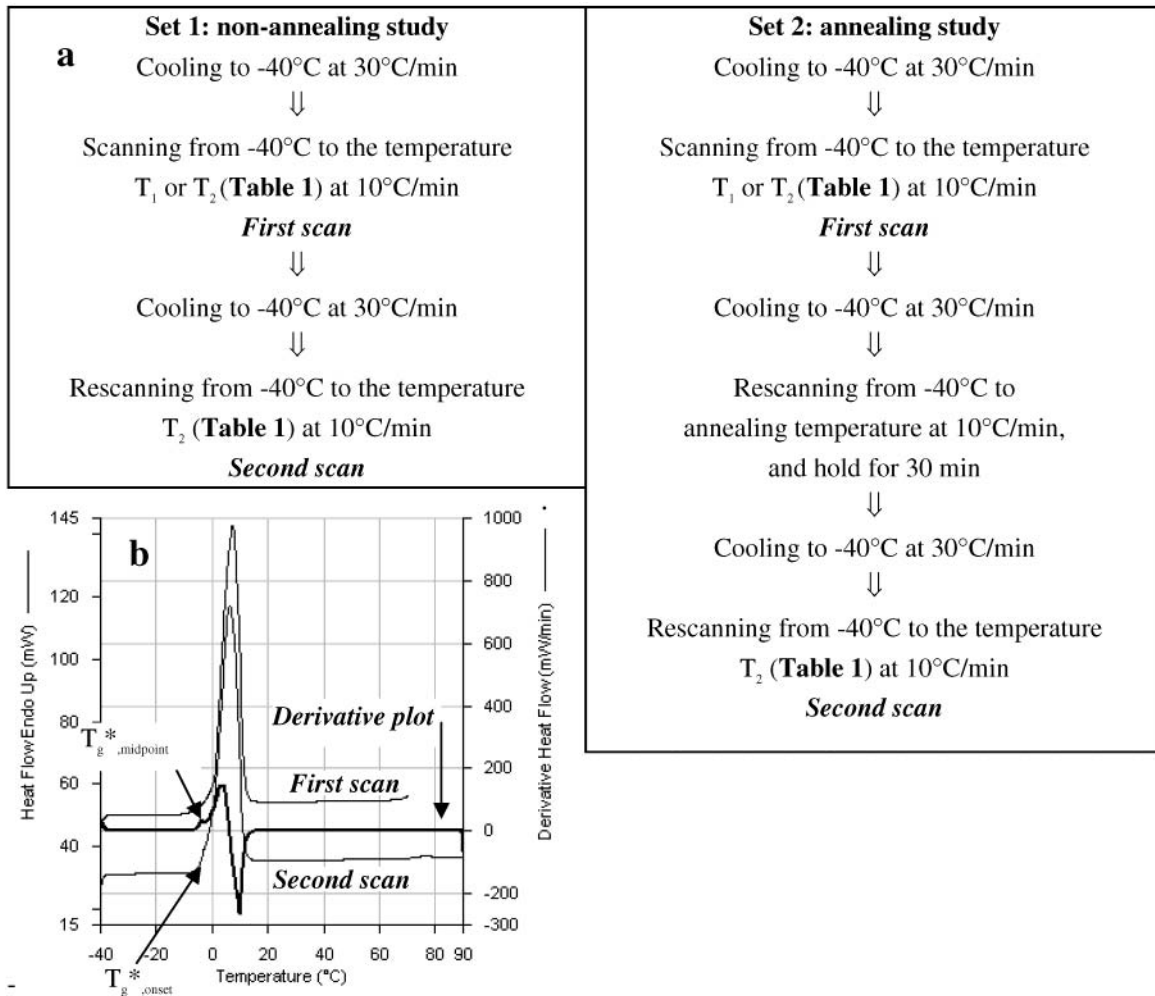 a
Set 1: non-annealing study
Cooling to -40°C at 30°C/min
⇓
Scanning from -40°C to the temperature
T₁ or T₂ (Table 1) at 10°C/min
First scan
⇓
Cooling to -40°C at 30°C/min
⇓
Rescanning from -40°C to the temperature
T₂ (Table 1) at 10°C/min
Second scan
Set 2: annealing study
Cooling to -40°C at 30°C/min
⇓
Scanning from -40°C to the temperature
T₁ or T₂ (Table 1) at 10°C/min
First scan
⇓
Cooling to -40°C at 30°C/min
⇓
Rescanning from -40°C to
annealing temperature at 10°C/min,
and hold for 30 min
⇓
Cooling to -40°C at 30°C/min
⇓
Rescanning from -40°C to the temperature
T₂ (Table 1) at 10°C/min
Second scan
b
Heat Flow Endo Up (mW)
145
120
100
80
60
40
15
1000
800
600
400
200
0
-200
-300
Derivative Heat Flow (mW/min)
Derivative plot
Tg*,midpoint
First scan
Second scan
-40 -20 0 20 40 60 80 90
Temperature (°C)
Tg*,onset
-